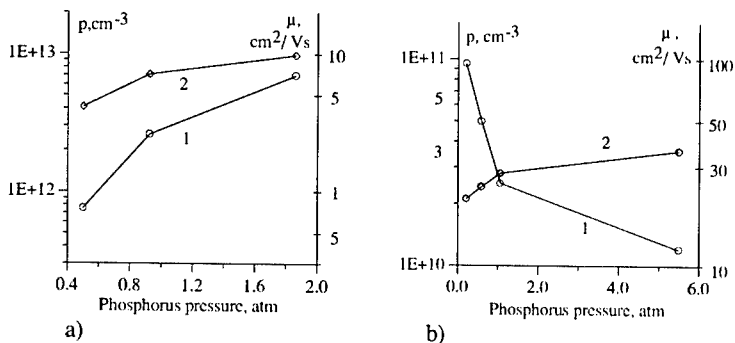 p,cm-3
μ,
cm2/ Vs
1E+13
10
2
5
1
1E+12
1
5
0.4
0.8
1.2
1.6
2.0
Phosphorus pressure, atm
a)
p, cm-3
μ,
cm2/ Vs
1E+11
100
5
50
2
3
30
1
1E+10
10
0.0
2.0
4.0
6.0
Phosphorus pressure, atm
b)